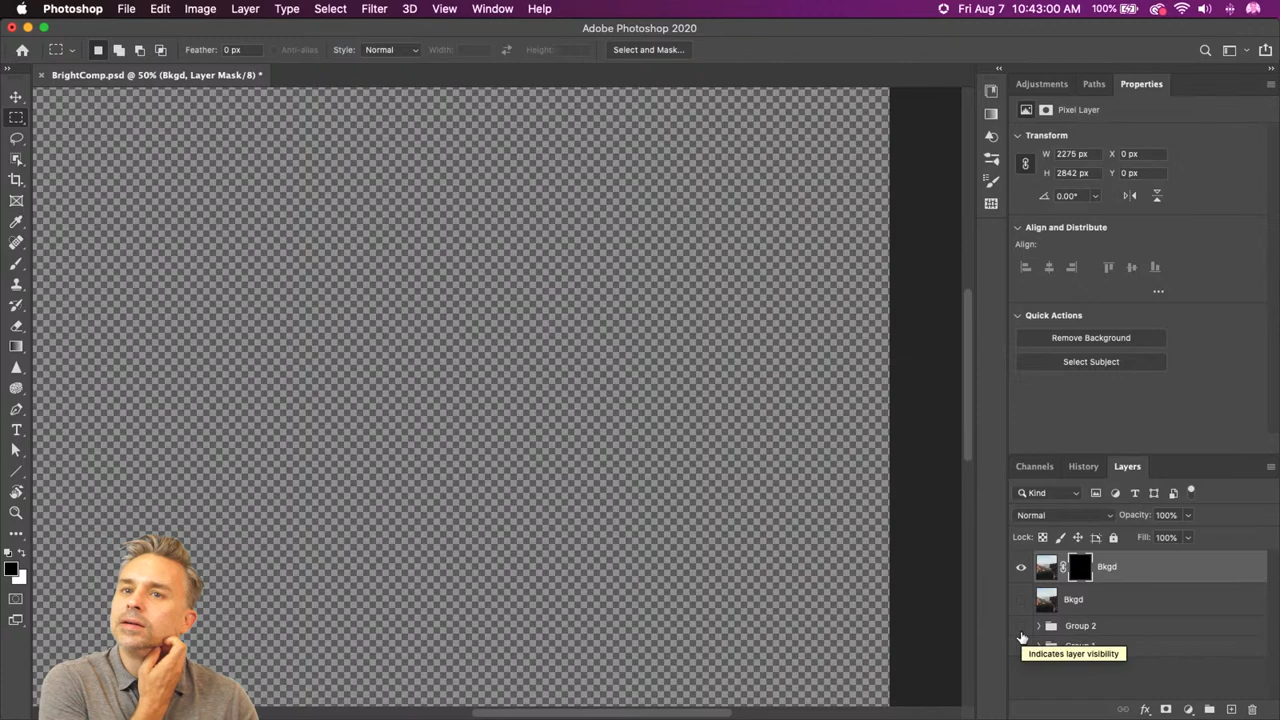 Photoshop File Edit Image Layer Type Select Filter 3D View Window Help 100% Fri Aug 7 10:43:00 AM
Adobe Photoshop 2020
Feather: 0 px Anti-alias Style: Normal Width: Height: Select and Mask...
BrightComp.psd @ 50% (Bkgd, Layer Mask/8) *
Adjustments Paths Properties
Pixel Layer
Transform
W 2275 px X 0 px
H 2842 px Y 0 px
0.00°
Align and Distribute
Align:
Quick Actions
Remove Background
Select Subject
Channels History Layers
Kind
Normal Opacity: 100%
Lock: Fill: 100%
Bkgd
Bkgd
Group 2
Indicates layer visibility
fx